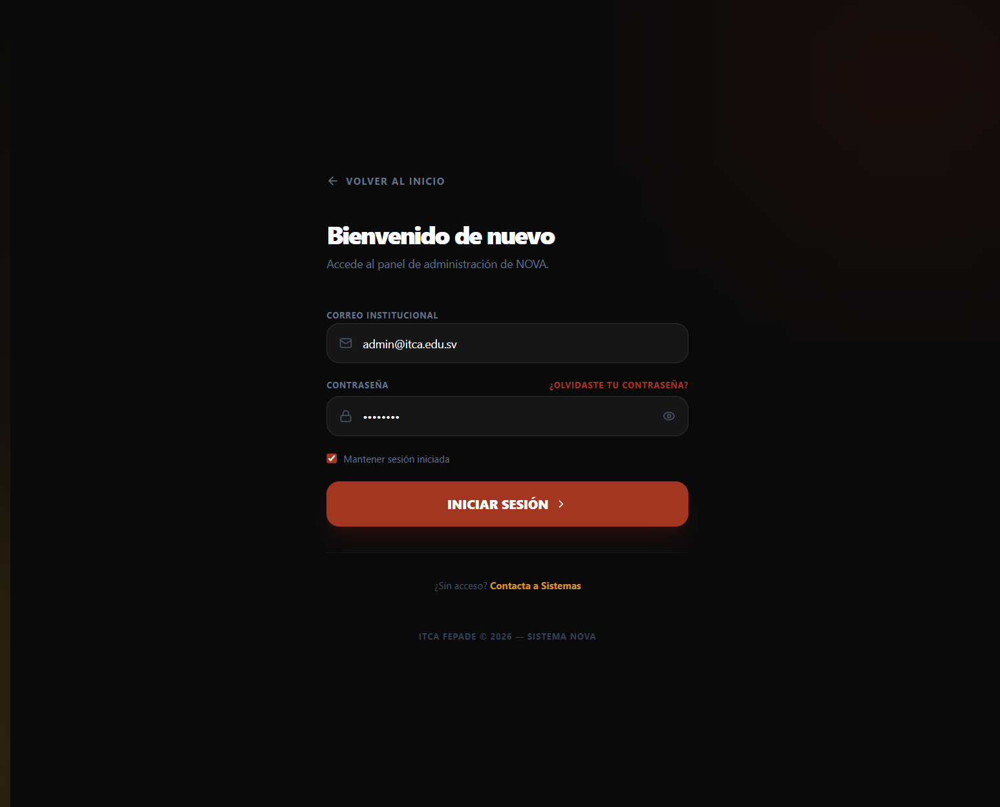 VOLVER AL INICIO
Bienvenido de nuevo
Accede al panel de administración de NOVA.
CORREO INSTITUCIONAL
admin@itca.edu.sv
CONTRASEÑA ¿OLVIDASTE TU CONTRASEÑA?
••••••••
Mantener sesión iniciada
INICIAR SESIÓN
¿Sin acceso? Contacta a Sistemas
ITCA FEPADE © 2026 — SISTEMA NOVA